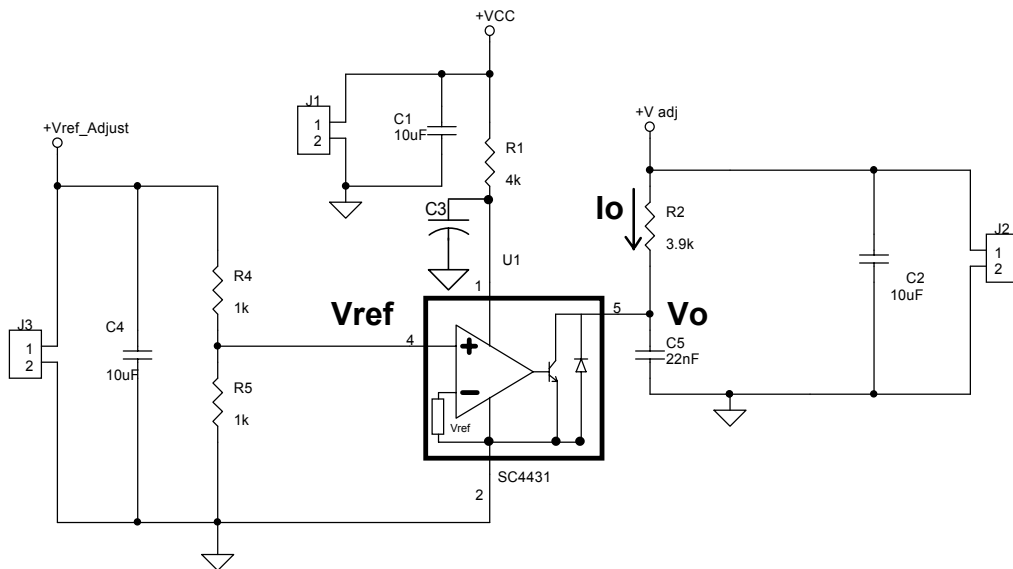 +VCC
J1
1
2
C1
10uF
R1
4k
C3
+Vref_Adjust
+V adj
Io
R2
3.9k
J2
1
2
C2
10uF
U1
1
R4
1k
Vref
4
5
Vo
C5
22nF
J3
1
2
C4
10uF
R5
1k
+
-
Vref
SC4431
2